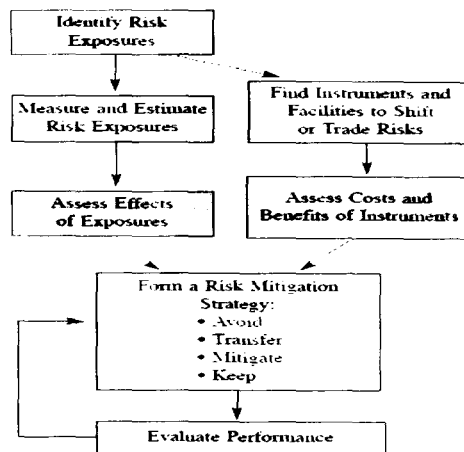 Identify Risk
Exposures
Measure and Estimate
Risk Exposures
Find Instruments and
Facilities to Shift
or Trade Risks
Assess Effects
of Exposures
Assess Costs and
Benefits of Instruments
Form a Risk Mitigation
Strategy:
• Avoid
• Transfer
• Mitigate
• Keep
Evaluate Performance